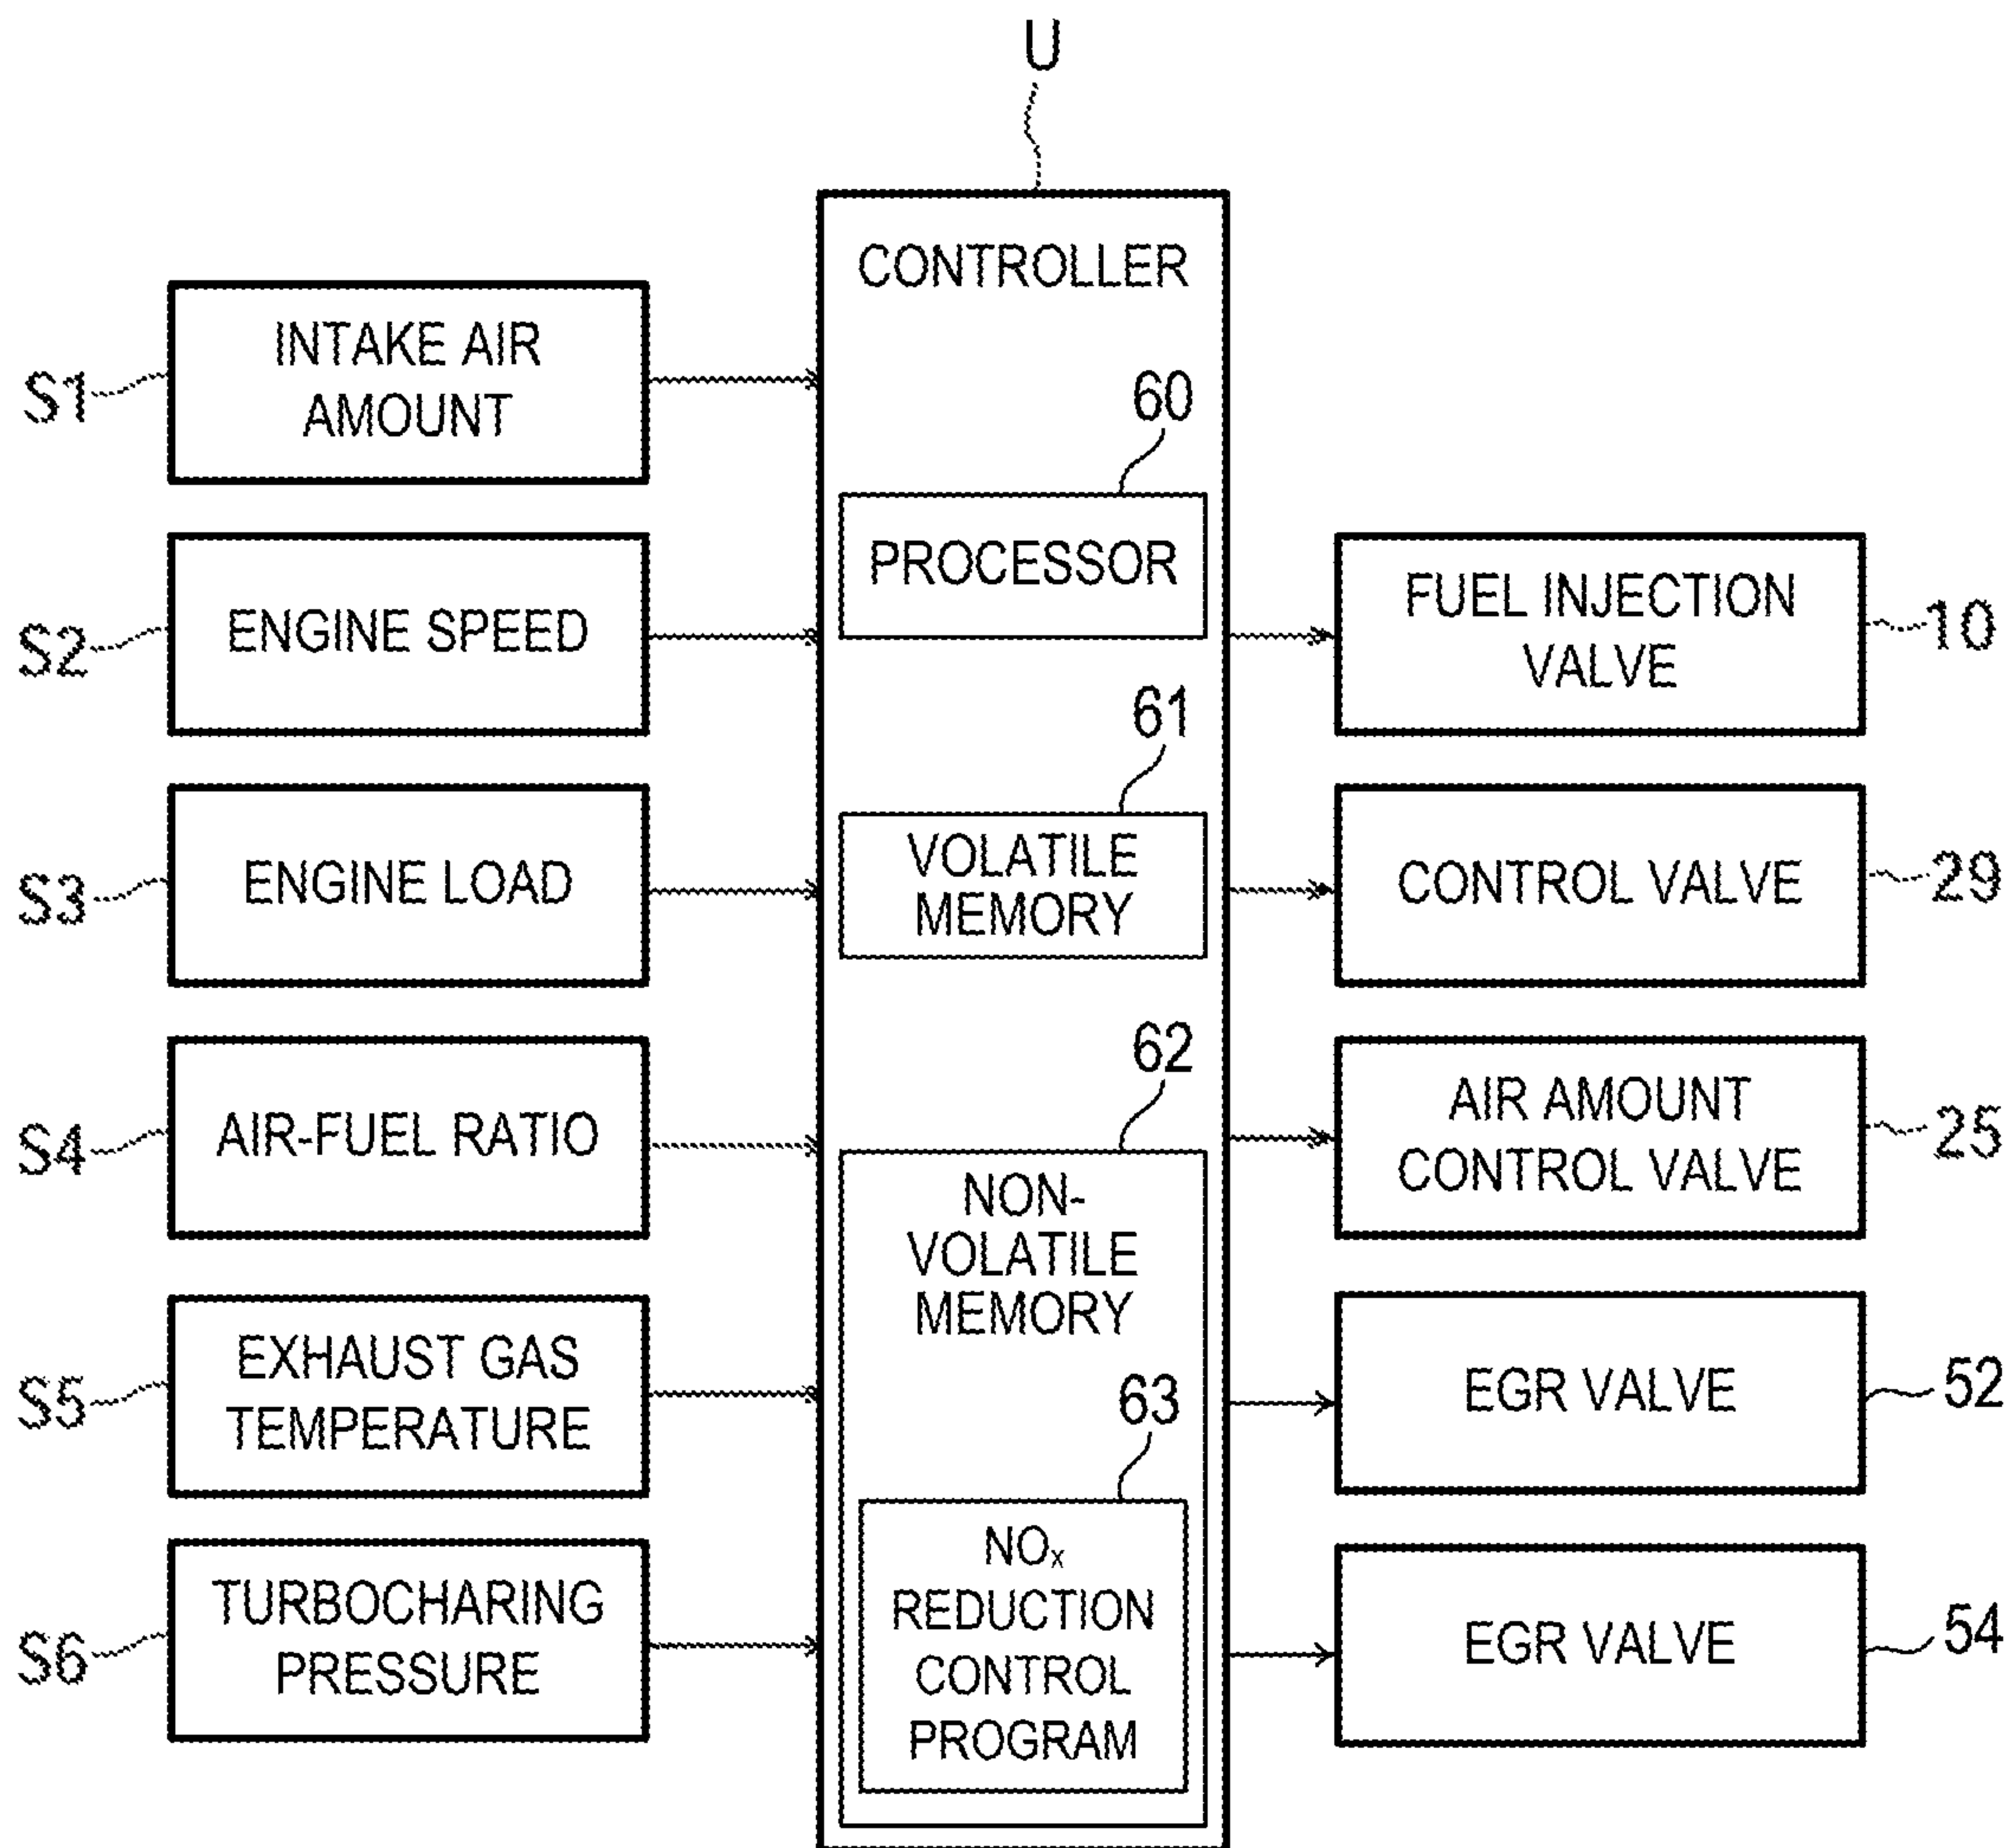 U
CONTROLLER
S1
INTAKE AIR
AMOUNT
S2
ENGINE SPEED
S3
ENGINE LOAD
S4
AIR-FUEL RATIO
S5
EXHAUST GAS
TEMPERATURE
S6
TURBOCHARING
PRESSURE
60
PROCESSOR
61
VOLATILE
MEMORY
62
NON-
VOLATILE
MEMORY
63
NOx
REDUCTION
CONTROL
PROGRAM
FUEL INJECTION
VALVE
10
CONTROL VALVE
29
AIR AMOUNT
CONTROL VALVE
25
EGR VALVE
52
EGR VALVE
54